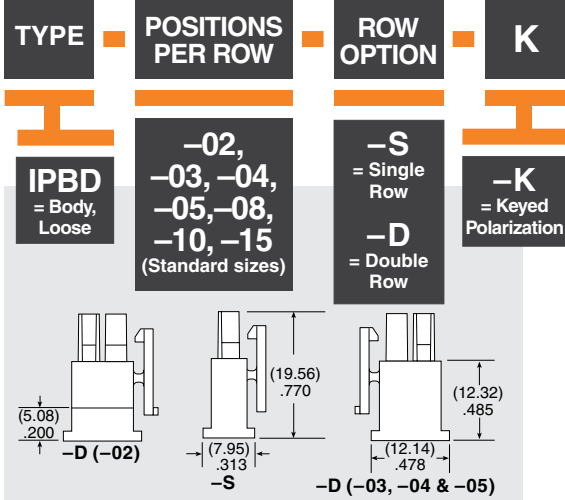 TYPE
POSITIONS
PER ROW
ROW
OPTION
K
IPBD
= Body,
Loose
–02,
–03, –04,
–05,–08,
–10, –15
(Standard sizes)
–S
= Single
Row
–D
= Double
Row
–K
= Keyed
Polarization
(5.08)
.200
–D (–02)
(19.56)
.770
(7.95)
.313
–S
(12.32)
.485
(12.14)
.478
–D (–03, –04 & –05)